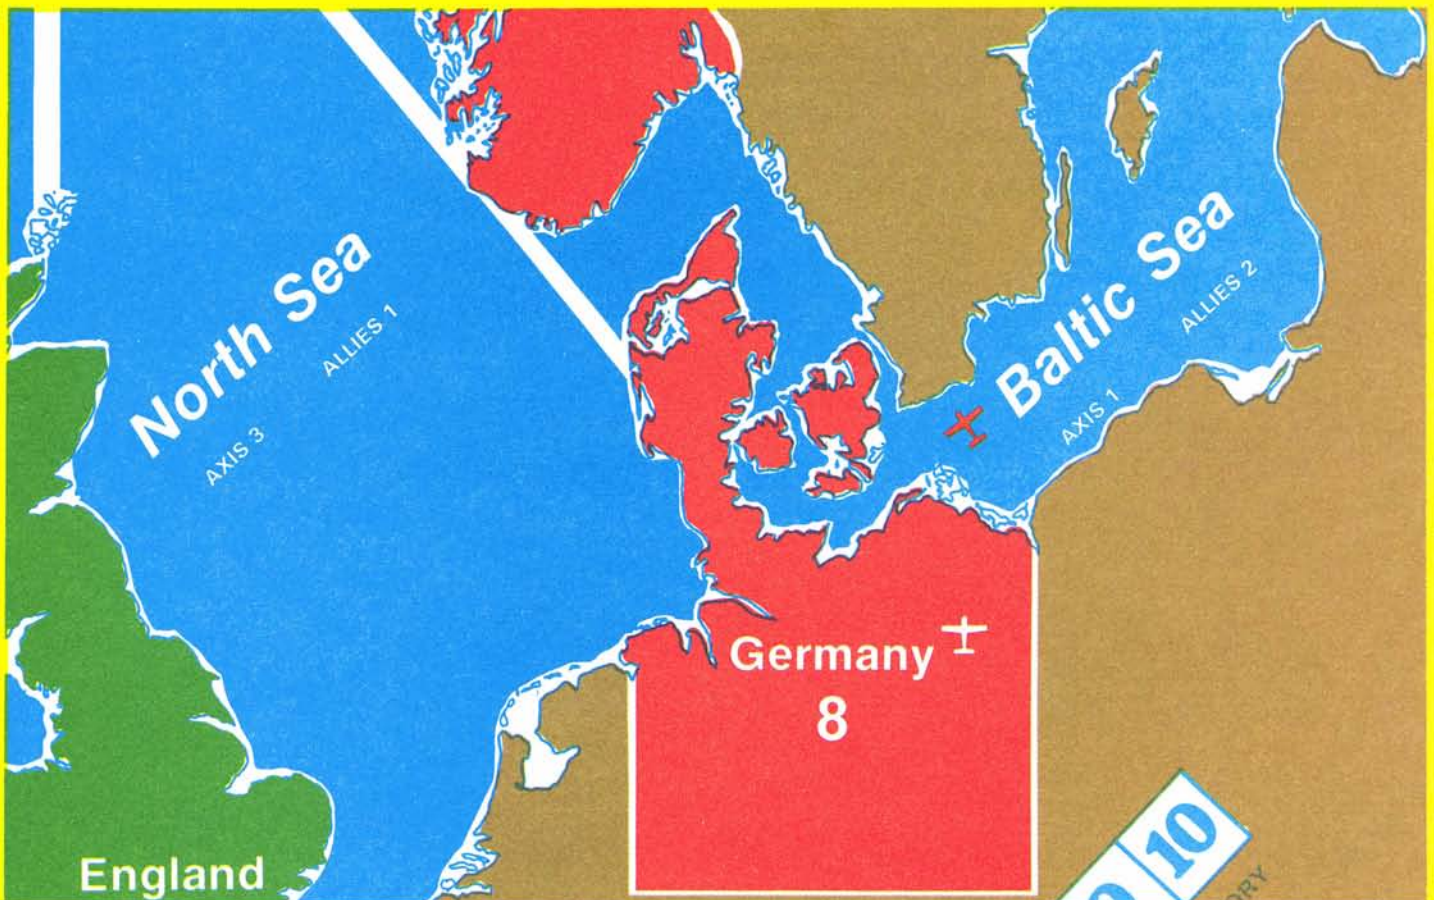 North Sea
ALLIES 1
AXIS 3
Baltic Sea
ALLIES 2
AXIS 1
Germany
8
England
10